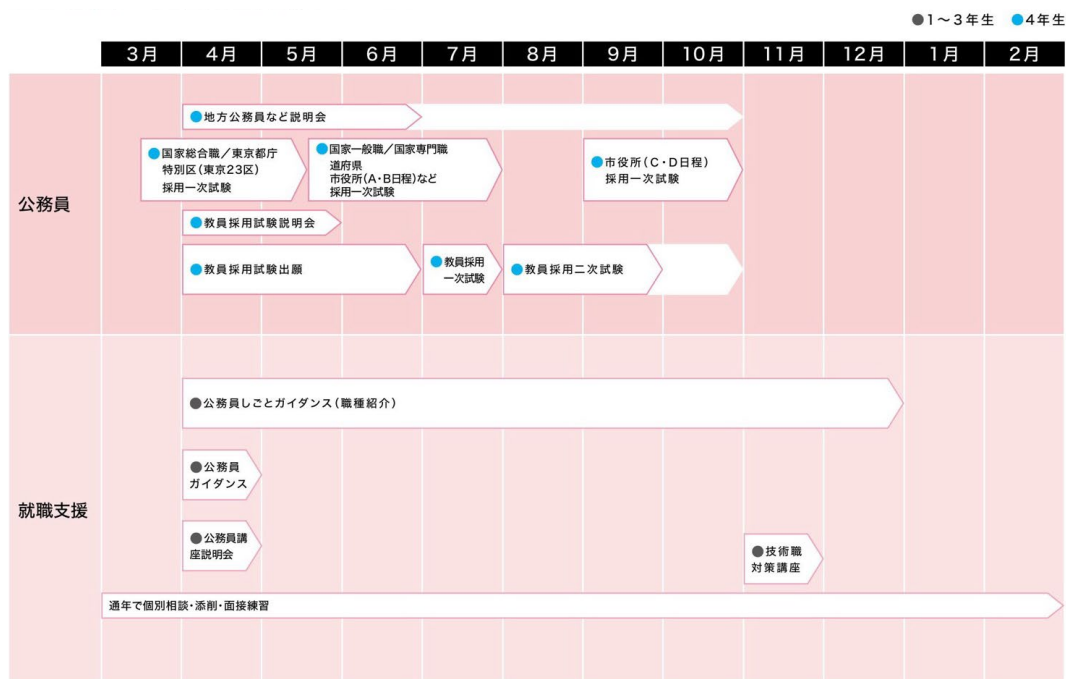 ●1～3年生 ●4年生
3月 4月 5月 6月 7月 8月 9月 10月 11月 12月 1月 2月
公務員
●地方公務員など説明会
●国家総合職／東京都庁
特別区（東京23区）
採用一次試験
●国家一般職／国家専門職
道府県
市役所（A・B日程）など
採用一次試験
●市役所（C・D日程）
採用一次試験
●教員採用試験説明会
●教員採用試験出願
●教員採用
一次試験
●教員採用二次試験
就職支援
●公務員しごとガイダンス（職種紹介）
●公務員
ガイダンス
●公務員講
座説明会
●技術職
対策講座
通年で個別相談・添削・面接練習